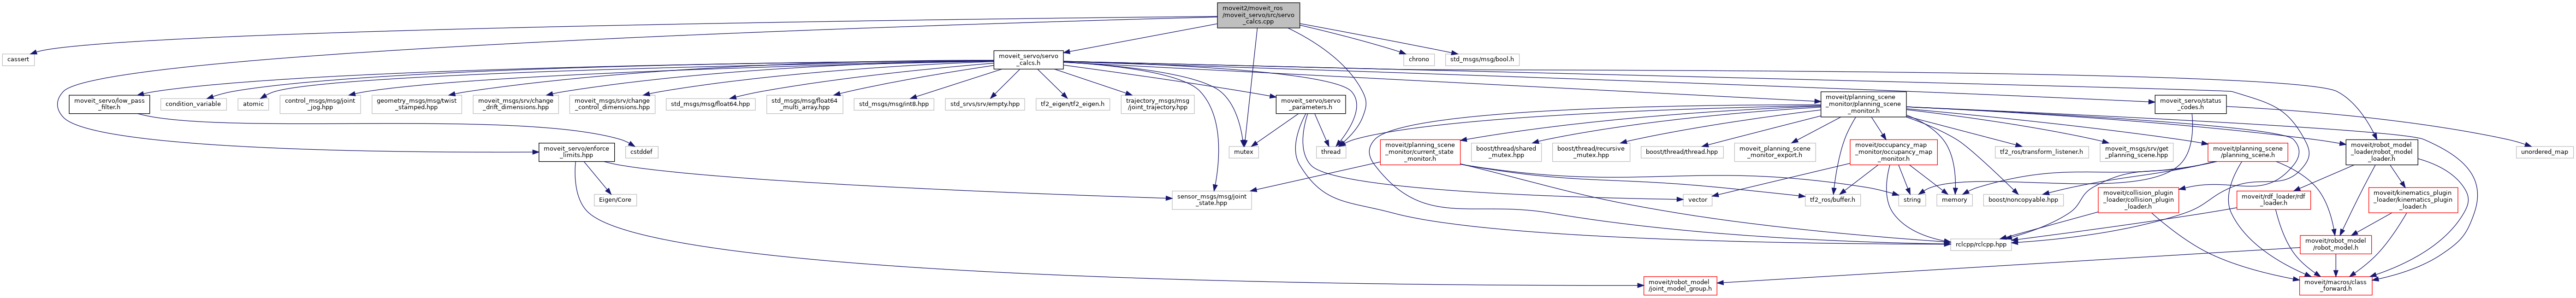 moveit2/moveit_ros
/moveit_servo/src/servo
_calcs.cpp
cassert
moveit_servo/servo
_calcs.h
chrono
std_msgs/msg/bool.h
moveit_servo/low_pass
_filter.h
condition_variable
atomic
control_msgs/msg/joint
_jog.hpp
geometry_msgs/msg/twist
_stamped.hpp
moveit_msgs/srv/change
_drift_dimensions.hpp
moveit_msgs/srv/change
_control_dimensions.hpp
std_msgs/msg/float64.hpp
std_msgs/msg/float64
_multi_array.hpp
std_msgs/msg/int8.hpp
std_srvs/srv/empty.hpp
tf2_eigen/tf2_eigen.h
trajectory_msgs/msg
/joint_trajectory.hpp
moveit_servo/servo
_parameters.h
moveit/planning_scene
_monitor/planning_scene
_monitor.h
moveit_servo/status
_codes.h
moveit_servo/enforce
_limits.hpp
cstddef
mutex
thread
moveit/planning_scene
_monitor/current_state
_monitor.h
boost/thread/shared
_mutex.hpp
boost/thread/recursive
_mutex.hpp
boost/thread/thread.hpp
moveit_planning_scene
_monitor_export.h
moveit/occupancy_map
_monitor/occupancy_map
_monitor.h
tf2_ros/transform_listener.h
moveit_msgs/srv/get
_planning_scene.hpp
moveit/planning_scene
/planning_scene.h
moveit/robot_model
_loader/robot_model
_loader.h
unordered_map
Eigen/Core
sensor_msgs/msg/joint
_state.hpp
vector
tf2_ros/buffer.h
string
memory
boost/noncopyable.hpp
moveit/collision_plugin
_loader/collision_plugin
_loader.h
moveit/rdf_loader/rdf
_loader.h
moveit/kinematics_plugin
_loader/kinematics_plugin
_loader.h
rclcpp/rclcpp.hpp
moveit/robot_model
/robot_model.h
moveit/robot_model
/joint_model_group.h
moveit/macros/class
_forward.h